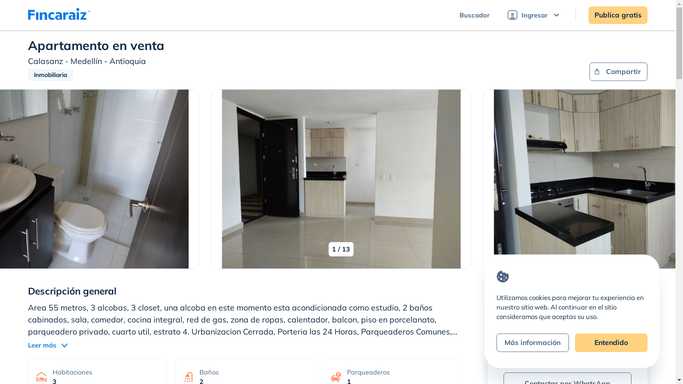 Fincaraíz
Buscador
Ingresar
Publica gratis
Apartamento en venta
Calasanz - Medellín - Antioquia
Inmobiliaria
Compartir
1 / 13
Descripción general
Area 55 metros, 3 alcobas, 3 closet, una alcoba en este momento esta acondicionada como estudio, 2 baños
cabinados, sala, comedor, cocina integral, red de gas, zona de ropas, calentador, balcon, piso en porcelanato,
parqueadero privado, cuarto util, estrato 4. Urbanizacion Cerrada, Porteria las 24 Horas, Parqueaderos Comunes,...
Leer más
Habitaciones
3
Baños
2
Parqueaderos
1
Utilizamos cookies para mejorar tu experiencia en
nuestro sitio web. Al continuar en el sitio
consideramos que aceptas su uso.
Más información
Entendido
Contactar por WhatsApp